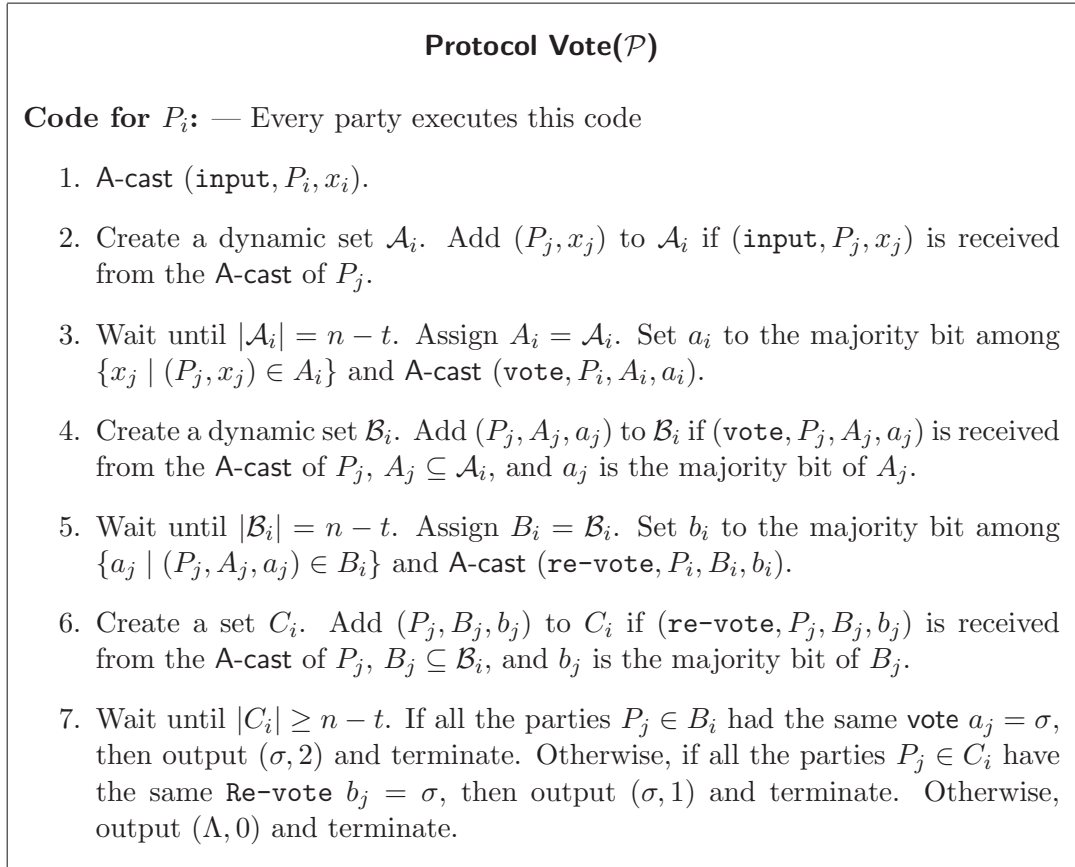 Protocol Vote(𝒫)
Code for P_i: — Every party executes this code
1. A-cast (input, P_i, x_i).
2. Create a dynamic set 𝒜_i. Add (P_j, x_j) to 𝒜_i if (input, P_j, x_j) is received
from the A-cast of P_j.
3. Wait until |𝒜_i| = n − t. Assign A_i = 𝒜_i. Set a_i to the majority bit among
{x_j | (P_j, x_j) ∈ A_i} and A-cast (vote, P_i, A_i, a_i).
4. Create a dynamic set ℬ_i. Add (P_j, A_j, a_j) to ℬ_i if (vote, P_j, A_j, a_j) is received
from the A-cast of P_j, A_j ⊆ 𝒜_i, and a_j is the majority bit of A_j.
5. Wait until |ℬ_i| = n − t. Assign B_i = ℬ_i. Set b_i to the majority bit among
{a_j | (P_j, A_j, a_j) ∈ B_i} and A-cast (re-vote, P_i, B_i, b_i).
6. Create a set C_i. Add (P_j, B_j, b_j) to C_i if (re-vote, P_j, B_j, b_j) is received
from the A-cast of P_j, B_j ⊆ ℬ_i, and b_j is the majority bit of B_j.
7. Wait until |C_i| ≥ n − t. If all the parties P_j ∈ B_i had the same vote a_j = σ,
then output (σ, 2) and terminate. Otherwise, if all the parties P_j ∈ C_i have
the same Re-vote b_j = σ, then output (σ, 1) and terminate. Otherwise,
output (Λ, 0) and terminate.